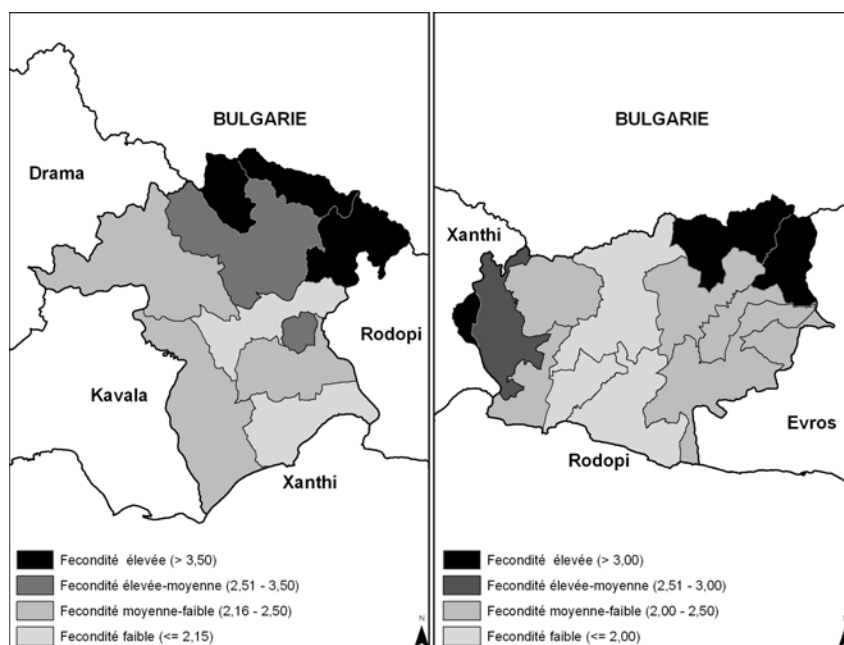 BULGARIE
Drama
Rodopi
Kavala
Xanthi
Fecondité élevée (> 3,50)
Fecondité élevée-moyenne (2,51 - 3,50)
Fecondité moyenne-faible (2,16 - 2,50)
Fecondité faible (<= 2,15)
N
BULGARIE
Xanthi
Evros
Rodopi
Fecondité élevée (> 3,00)
Fecondité élevée-moyenne (2,51 - 3,00)
Fecondité moyenne-faible (2,00 - 2,50)
Fecondité faible (<= 2,00)
N